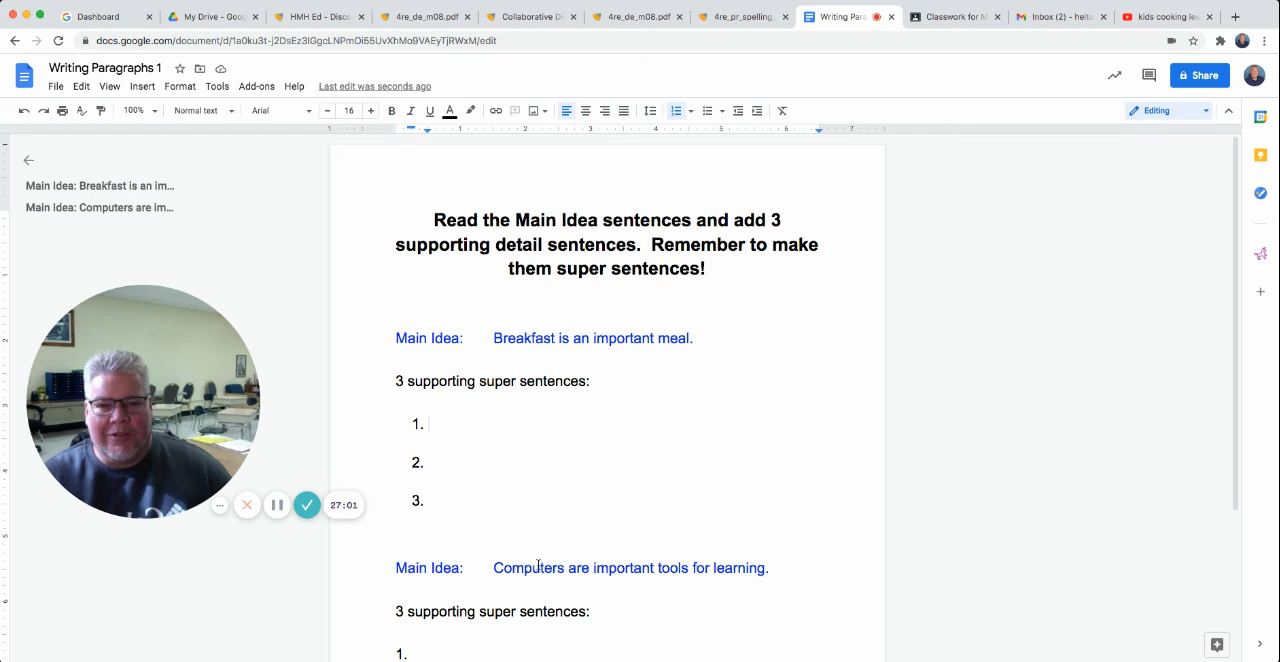 Dashboard
My Drive - Goog
HMH Ed - Disco
4re_de_m08.pdf
Collaborative D
4re_de_m08.pdf
4re_pr_spelling
Writing Para
Classwork for M
Inbox (2) - helto
kids cooking les
docs.google.com/document/d/1a0ku3t-j2DsEz3lGgcLNPmOi55UvXhMo9VAEyTjRWxM/edit
Writing Paragraphs 1
File Edit View Insert Format Tools Add-ons Help Last edit was seconds ago
Share
100% Normal text Arial 16 Editing
Main Idea: Breakfast is an im...
Main Idea: Computers are im...
Read the Main Idea sentences and add 3
supporting detail sentences. Remember to make
them super sentences!
Main Idea: Breakfast is an important meal.
3 supporting super sentences:
1.
2.
3.
27:01
Main Idea: Computers are important tools for learning.
3 supporting super sentences:
1.